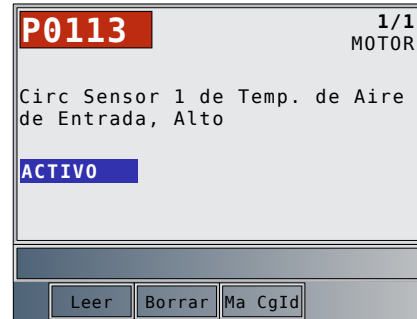 P0113
1/1
MOTOR
Circ Sensor 1 de Temp. de Aire
de Entrada, Alto
ACTIVO
Leer Borrar Ma CgId